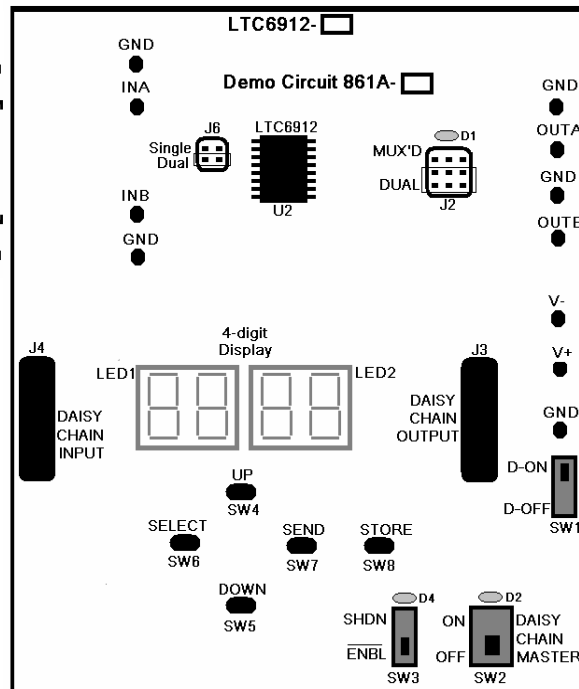 LTC6912-
GND
Demo Circuit 861A-
INA
GND
J6
LTC6912
D1
OUTA
Single
Dual
MUX'D
DUAL
GND
INB
U2
J2
OUTB
GND
V-
4-digit
Display
J4
J3
V+
LED1
LED2
DAISY
CHAIN
INPUT
DAISY
CHAIN
OUTPUT
GND
UP
SW4
D-ON
D-OFF
SW1
SELECT
SW6
SEND
SW7
STORE
SW8
DOWN
SW5
D4
D2
SHDN
ENBL
SW3
ON
OFF
SW2
DAISY
CHAIN
MASTER